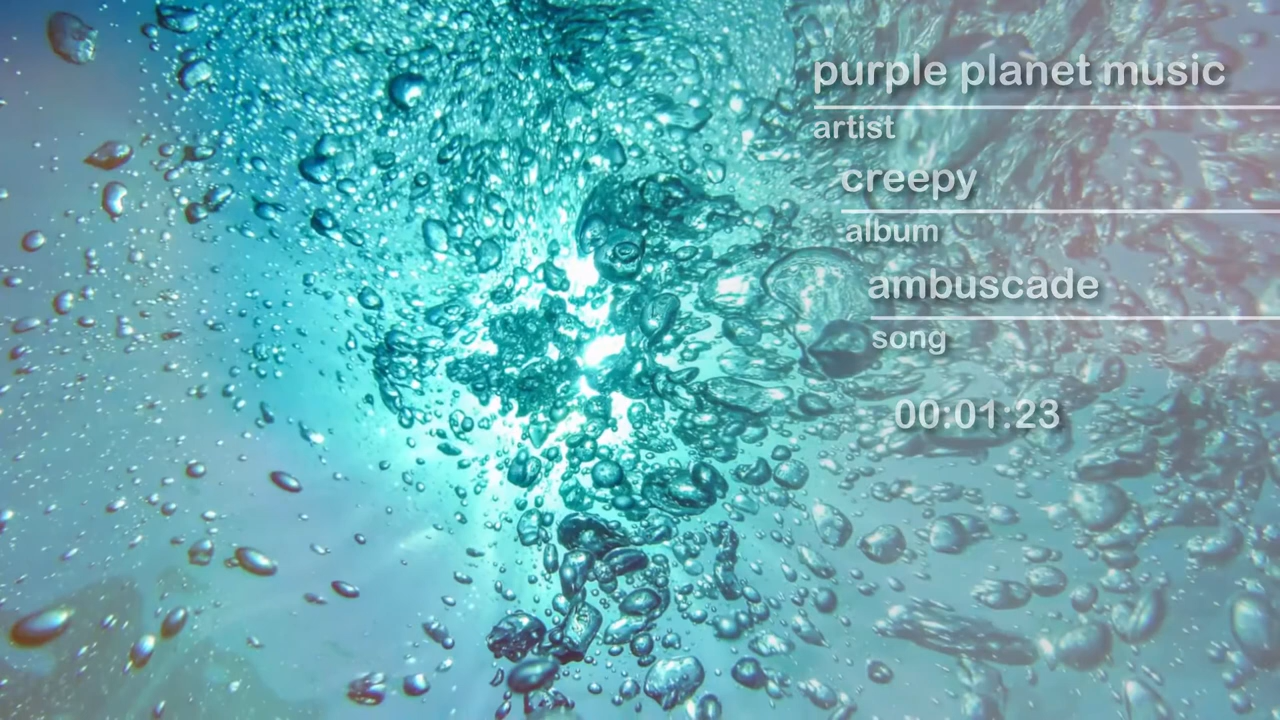 purple planet music
artist
creepy
album
ambuscade
song
00:01:23